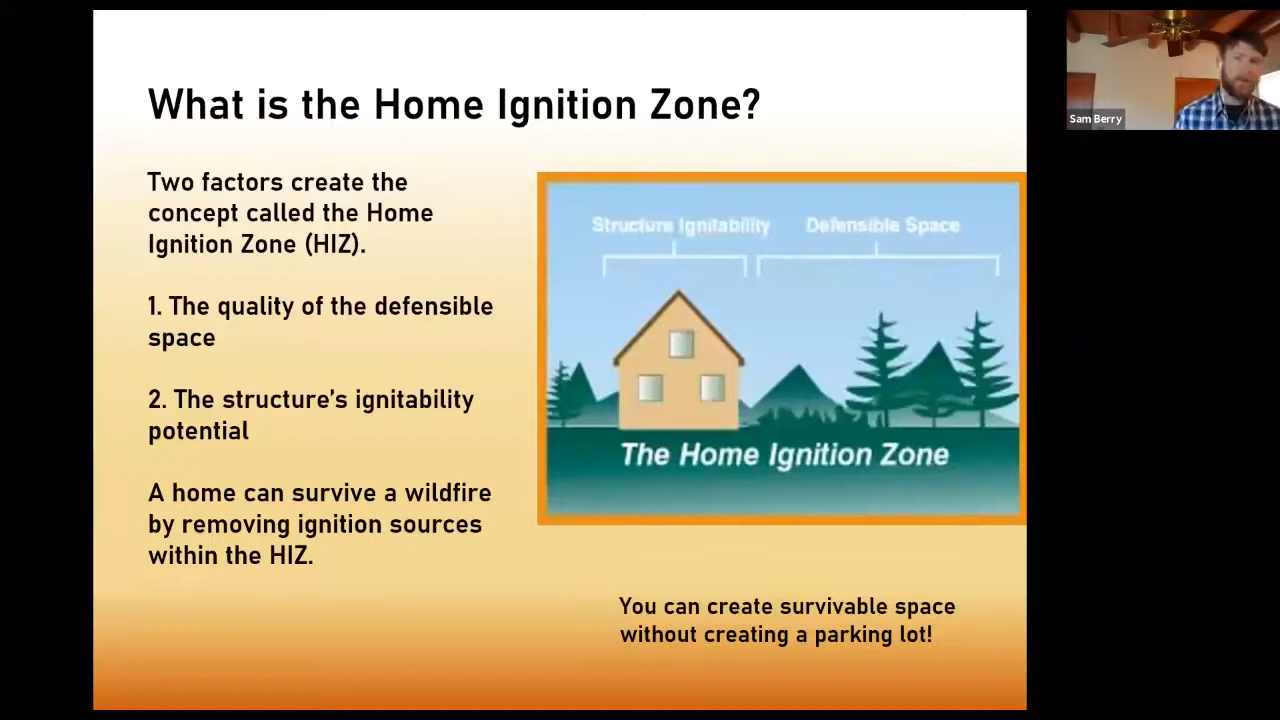 What is the Home Ignition Zone?
Two factors create the
concept called the Home
Ignition Zone (HIZ).
1. The quality of the defensible
space
2. The structure’s ignitability
potential
A home can survive a wildfire
by removing ignition sources
within the HIZ.
Structure Ignitability
Defensible Space
The Home Ignition Zone
You can create survivable space
without creating a parking lot!
Sam Berry